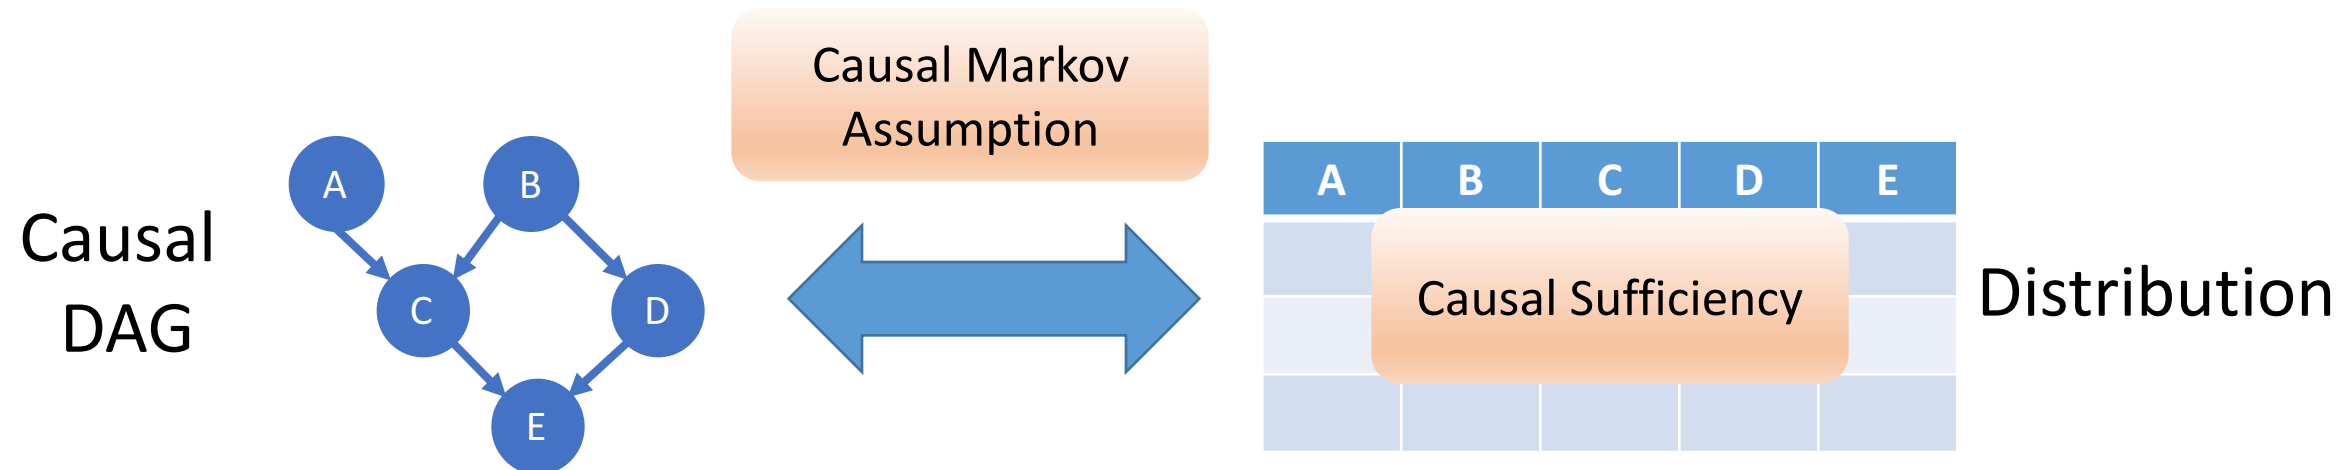 Causal
DAG
A
B
C
D
E
Causal Markov
Assumption
A B C D E
Causal Sufficiency
Distribution